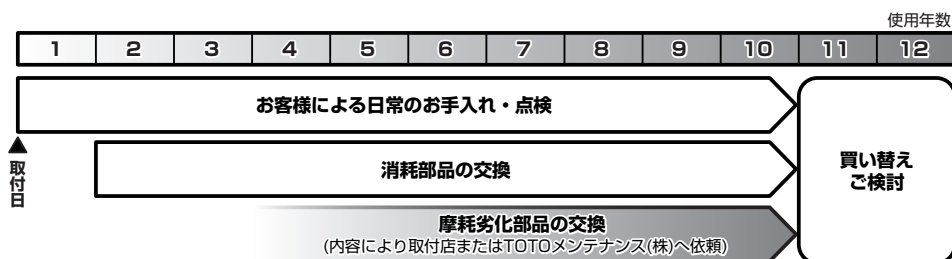 使用年数
1 2 3 4 5 6 7 8 9 10 11 12
お客様による日常のお手入れ・点検
取付日
消耗部品の交換
買い替え
ご検討
摩耗劣化部品の交換
(内容により取付店またはTOTOメンテナンス(株)へ依頼)